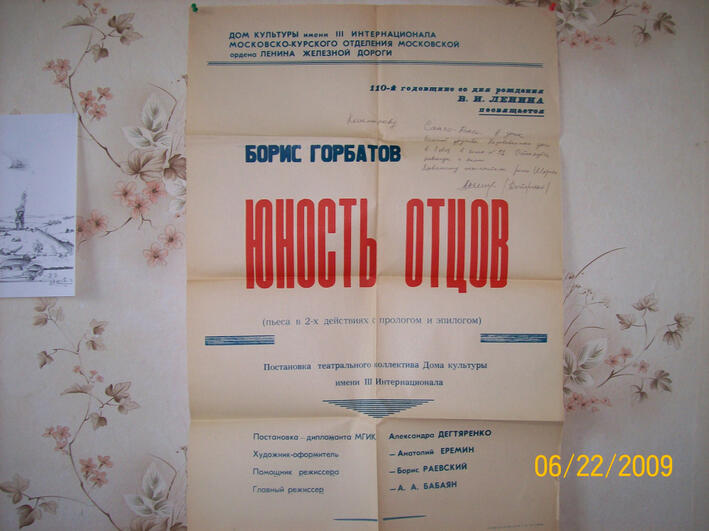 ДОМ КУЛЬТУРЫ имени III ИНТЕРНАЦИОНАЛА
МОСКОВСКО-КУРСКОГО ОТДЕЛЕНИЯ МОСКОВСКОЙ
ордена ЛЕНИНА ЖЕЛЕЗНОЙ ДОРОГИ
110-й годовщине со дня рождения
В. И. ЛЕНИНА
посвящается
БОРИС ГОРБАТОВ
ЮНОСТЬ ОТЦОВ
(пьеса в 2-х действиях с прологом и эпилогом)
Постановка театрального коллектива Дома культуры
имени III Интернационала
Постановка – дипломанта МГИК Александра ДЕГТЯРЕНКО
Художник-оформитель – Анатолий ЕРЕМИН
Помощник режиссера – Борис РАЕВСКИЙ
Главный режиссер – А. А. БАБАЯН
06/22/2009